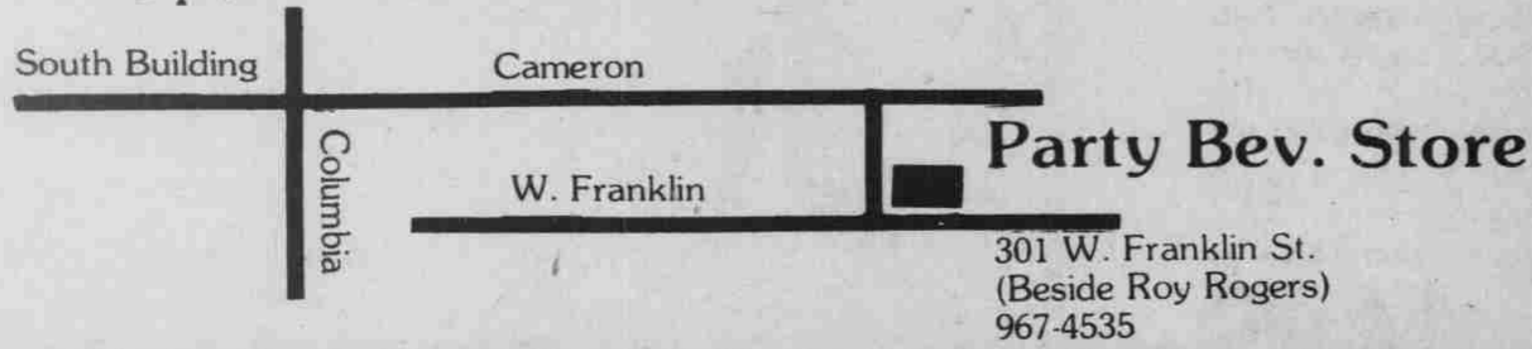 South Building
Cameron
Columbia
W. Franklin
Party Bev. Store
301 W. Franklin St.
(Beside Roy Rogers)
967-4535